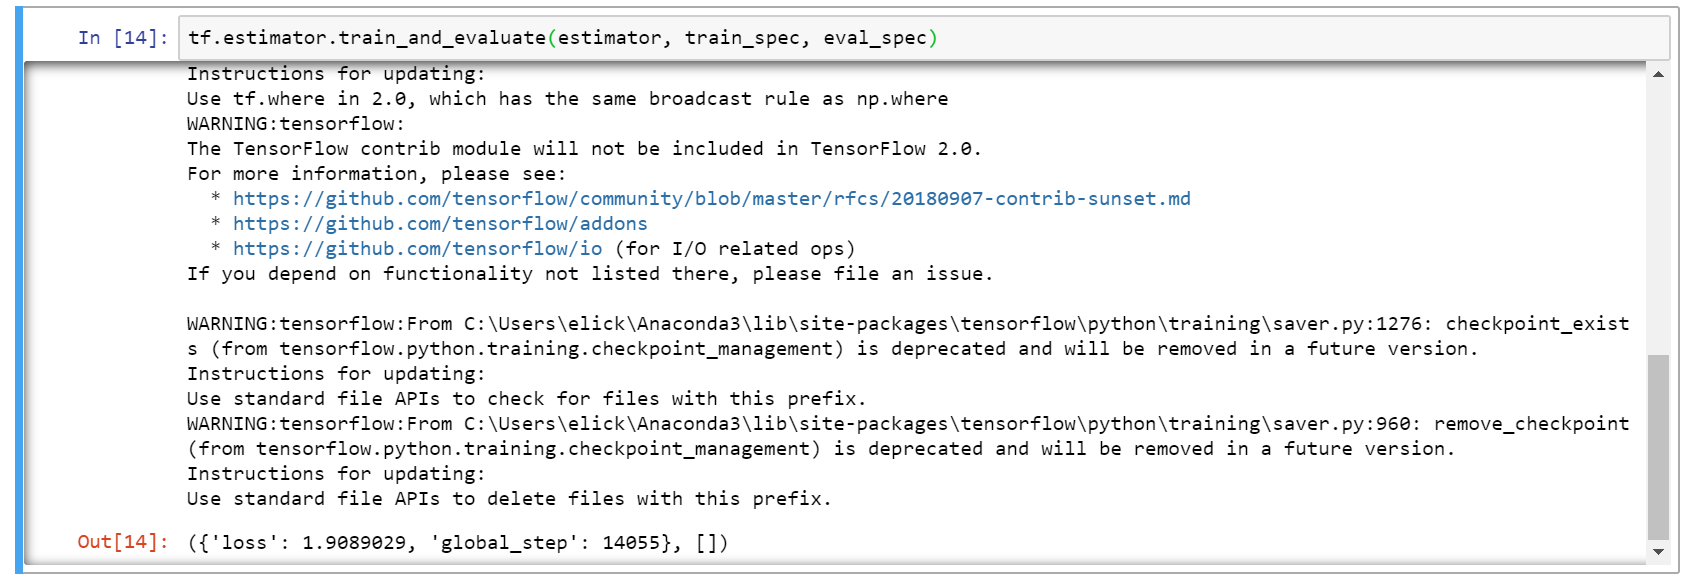 In [14]: tf.estimator.train_and_evaluate(estimator, train_spec, eval_spec)
Instructions for updating:
Use tf.where in 2.0, which has the same broadcast rule as np.where
WARNING:tensorflow:
The TensorFlow contrib module will not be included in TensorFlow 2.0.
For more information, please see:
  * https://github.com/tensorflow/community/blob/master/rfcs/20180907-contrib-sunset.md
  * https://github.com/tensorflow/addons
  * https://github.com/tensorflow/io (for I/O related ops)
If you depend on functionality not listed there, please file an issue.
WARNING:tensorflow:From C:\Users\elick\Anaconda3\lib\site-packages\tensorflow\python\training\saver.py:1276: checkpoint_exist
s (from tensorflow.python.training.checkpoint_management) is deprecated and will be removed in a future version.
Instructions for updating:
Use standard file APIs to check for files with this prefix.
WARNING:tensorflow:From C:\Users\elick\Anaconda3\lib\site-packages\tensorflow\python\training\saver.py:960: remove_checkpoint
(from tensorflow.python.training.checkpoint_management) is deprecated and will be removed in a future version.
Instructions for updating:
Use standard file APIs to delete files with this prefix.
Out[14]: ({'loss': 1.9089029, 'global_step': 14055}, [])